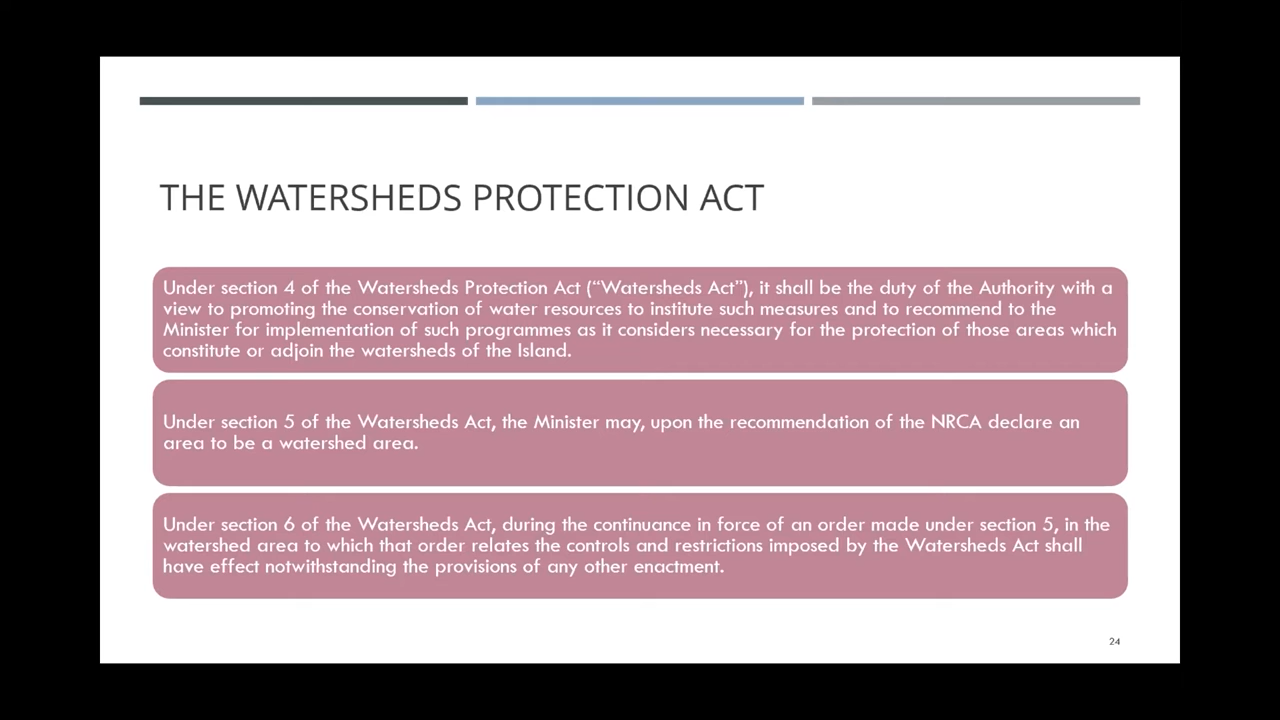 THE WATERSHEDS PROTECTION ACT
Under section 4 of the Watersheds Protection Act (“Watersheds Act”), it shall be the duty of the Authority with a
view to promoting the conservation of water resources to institute such measures and to recommend to the
Minister for implementation of such programmes as it considers necessary for the protection of those areas which
constitute or adjoin the watersheds of the Island.
Under section 5 of the Watersheds Act, the Minister may, upon the recommendation of the NRCA declare an
area to be a watershed area.
Under section 6 of the Watersheds Act, during the continuance in force of an order made under section 5, in the
watershed area to which that order relates the controls and restrictions imposed by the Watersheds Act shall
have effect notwithstanding the provisions of any other enactment.
24